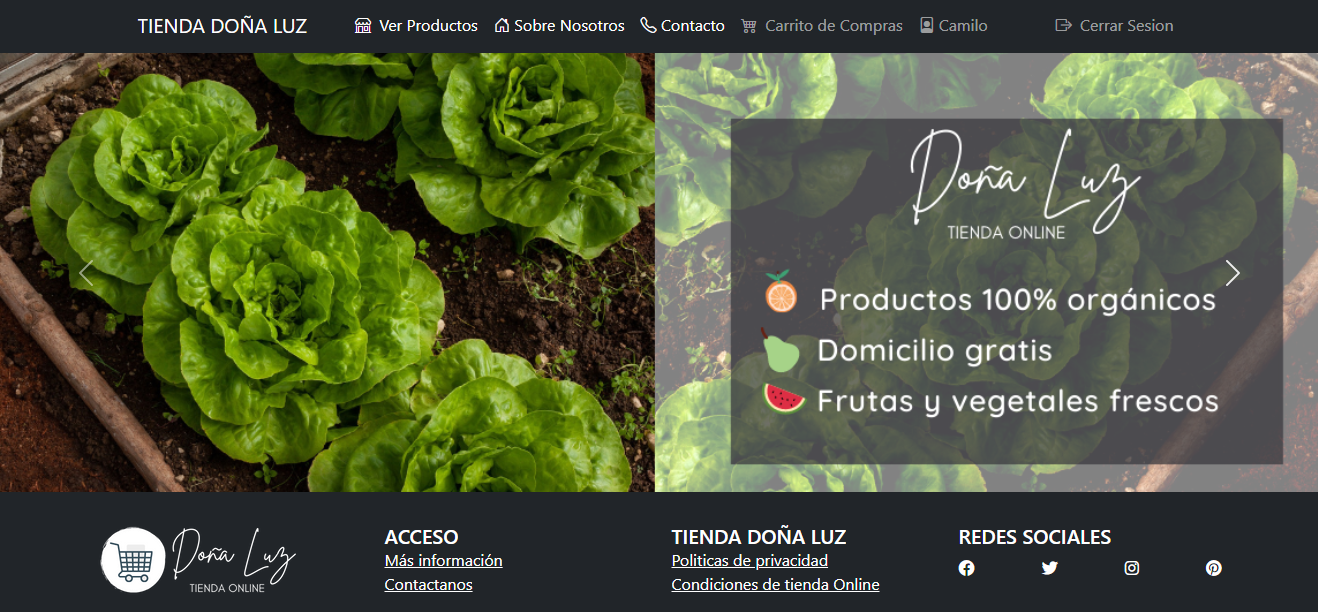 TIENDA DOÑA LUZ Ver Productos Sobre Nosotros Contacto Carrito de Compras Camilo Cerrar Sesion
Doña Luz
TIENDA ONLINE
Productos 100% orgánicos
Domicilio gratis
Frutas y vegetales frescos
Doña Luz
TIENDA ONLINE
ACCESO
Más información
Contactanos
TIENDA DOÑA LUZ
Politicas de privacidad
Condiciones de tienda Online
REDES SOCIALES